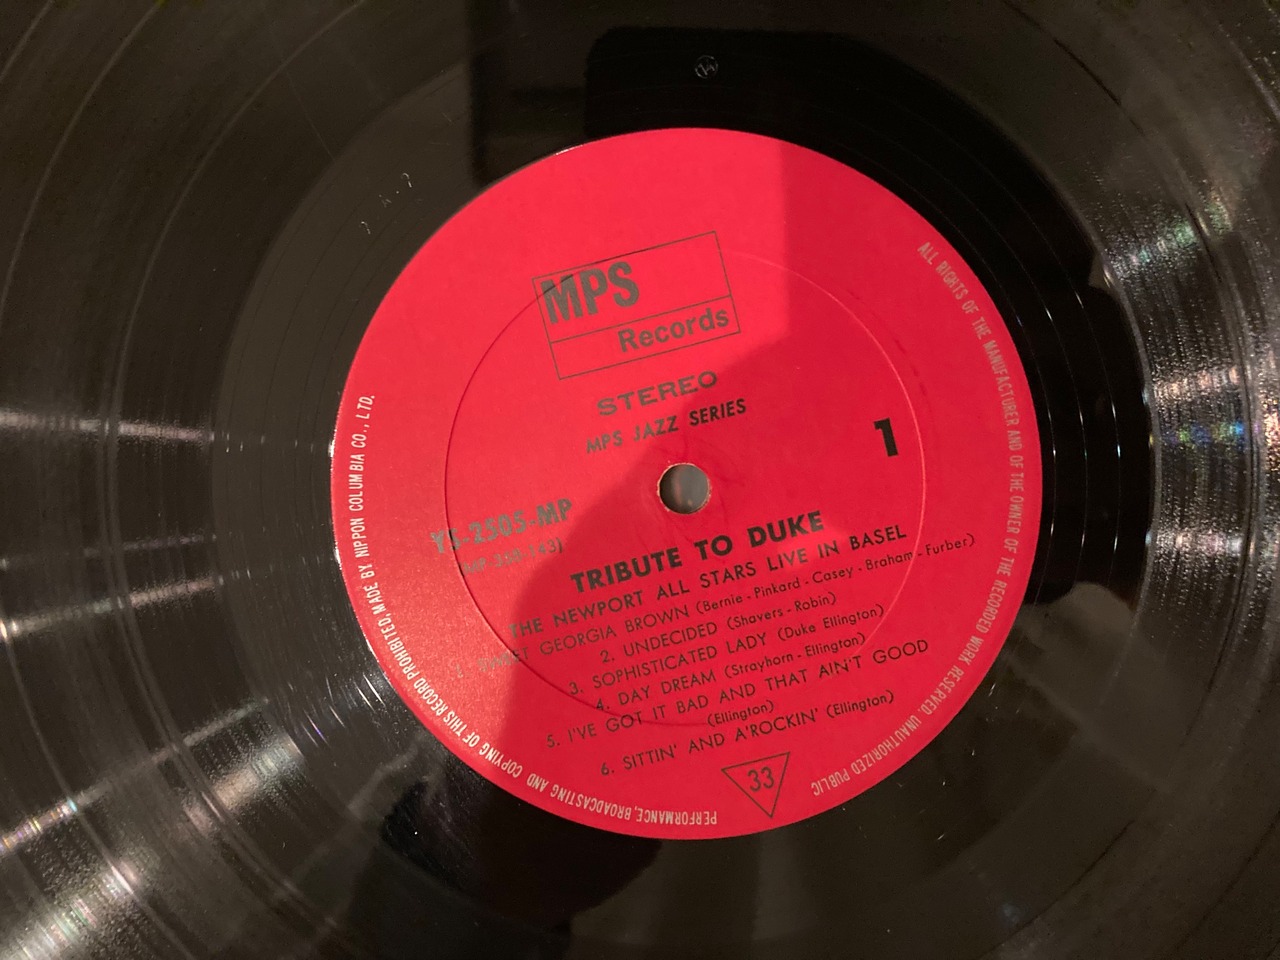 MPS
Records
STEREO
MPS JAZZ SERIES
1
YS-2505-MP
TRIBUTE TO DUKE
THE NEWPORT ALL STARS LIVE IN BASEL
1. SWEET GEORGIA BROWN (Bernie - Pinkard - Casey - Braham - Furber)
2. UNDECIDED (Shavers - Robin)
3. SOPHISTICATED LADY (Duke Ellington)
4. DAY DREAM (Strayhorn - Ellington)
5. I'VE GOT IT BAD AND THAT AIN'T GOOD
(Ellington)
6. SITTIN' AND A'ROCKIN' (Ellington)
33
ALL RIGHTS OF THE MANUFACTURER AND OF THE OWNER OF THE RECORDED WORK RESERVED. UNAUTHORIZED PUBLIC
PERFORMANCE, BROADCASTING AND COPYING OF THIS RECORD PROHIBITED, MADE BY NIPPON COLUMBIA CO., LTD.